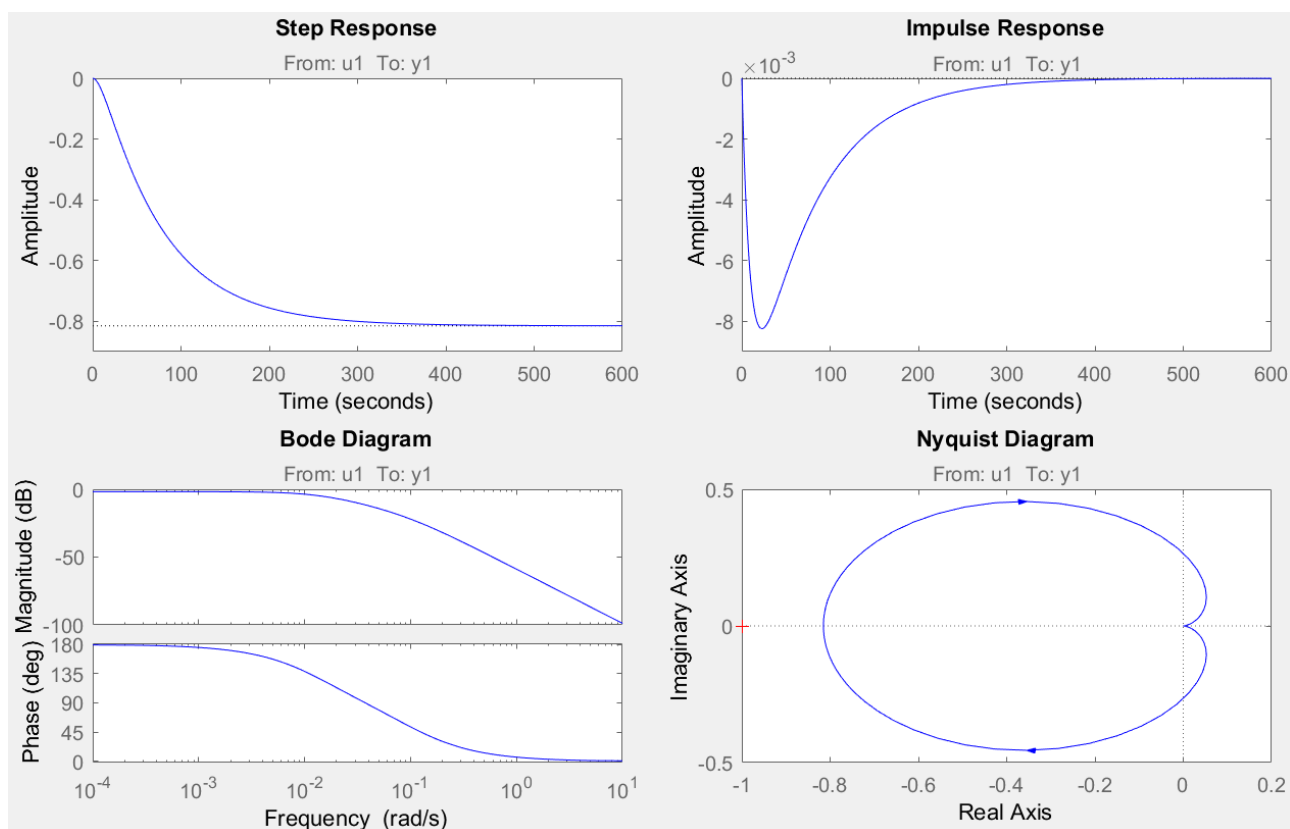 Step Response
From: u1 To: y1
0
-0.2
-0.4
-0.6
-0.8
Amplitude
0 100 200 300 400 500 600
Time (seconds)
Impulse Response
From: u1 To: y1
×10^-3
0
-2
-4
-6
-8
Amplitude
0 100 200 300 400 500 600
Time (seconds)
Bode Diagram
From: u1 To: y1
0
-50
-100
Magnitude (dB)
180
135
90
45
0
Phase (deg)
10^-4 10^-3 10^-2 10^-1 10^0 10^1
Frequency (rad/s)
Nyquist Diagram
From: u1 To: y1
0.5
0
-0.5
Imaginary Axis
-1 -0.8 -0.6 -0.4 -0.2 0 0.2
Real Axis